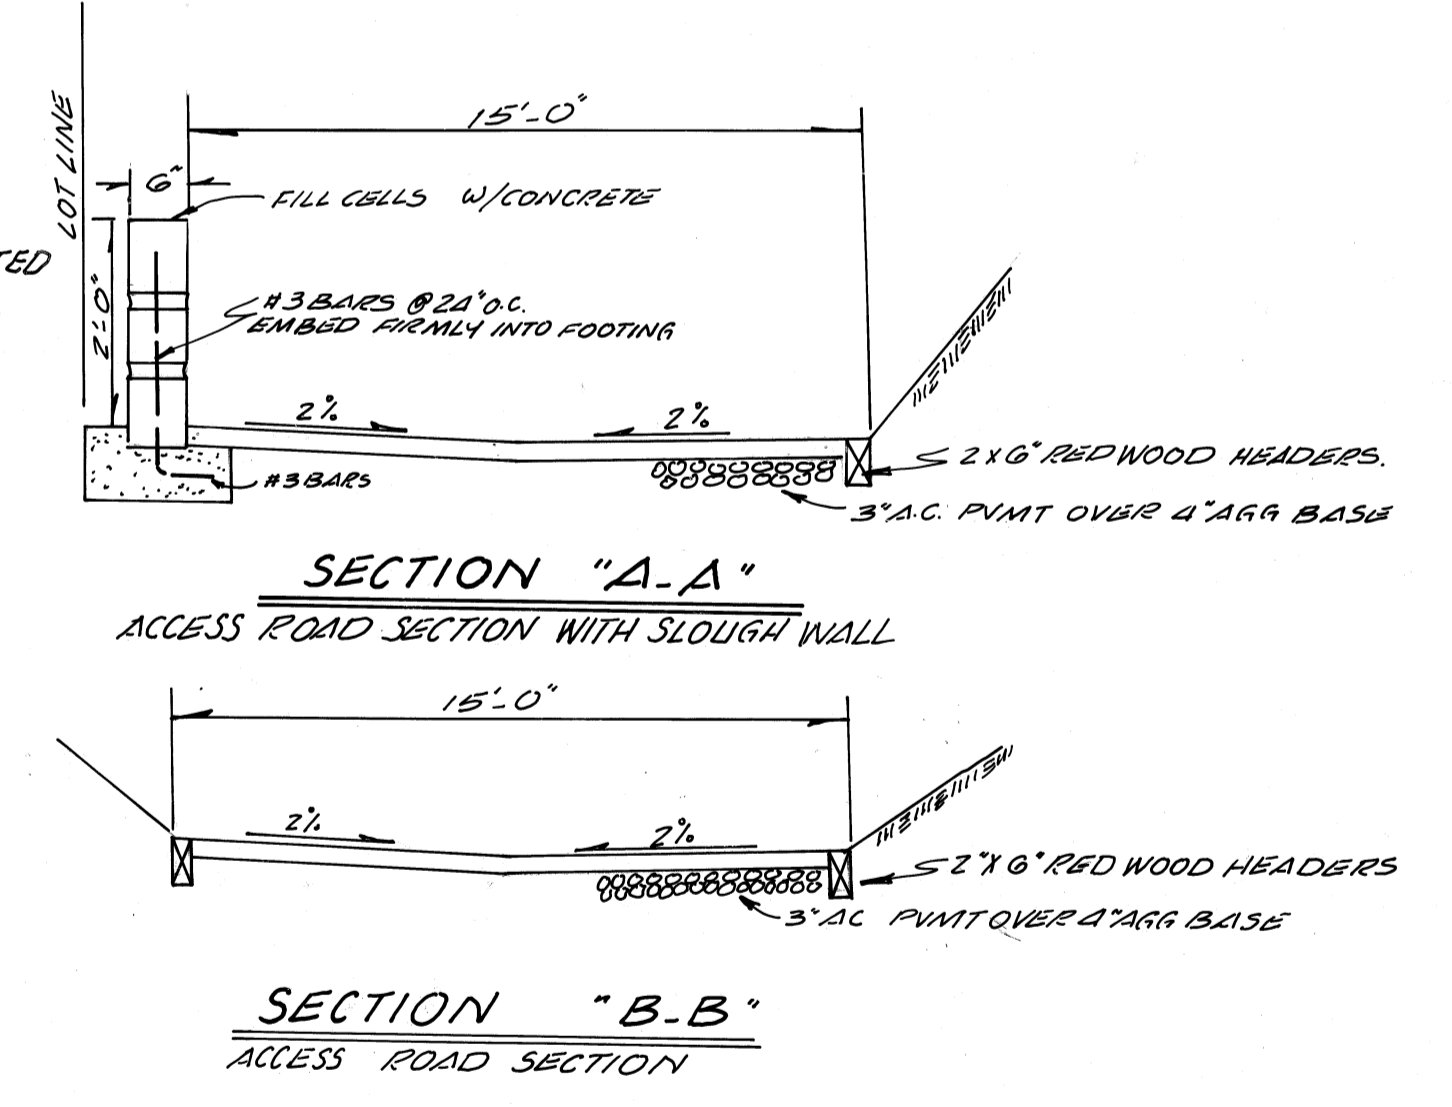 15'-0"
LOT LINE
6"
FILL CELLS W/CONCRETE
TED
2'-0"
#3 BARS @ 24" O.C.
EMBED FIRMLY INTO FOOTING
2%
2%
2 X 6" REDWOOD HEADERS.
#3 BARS
3" A.C. PVMT OVER 4" AGG BASE
SECTION "A-A"
ACCESS ROAD SECTION WITH SLOUGH WALL
15'-0"
2%
2%
2" X 6" REDWOOD HEADERS
3" AC PVMT OVER 4" AGG BASE
SECTION "B-B"
ACCESS ROAD SECTION